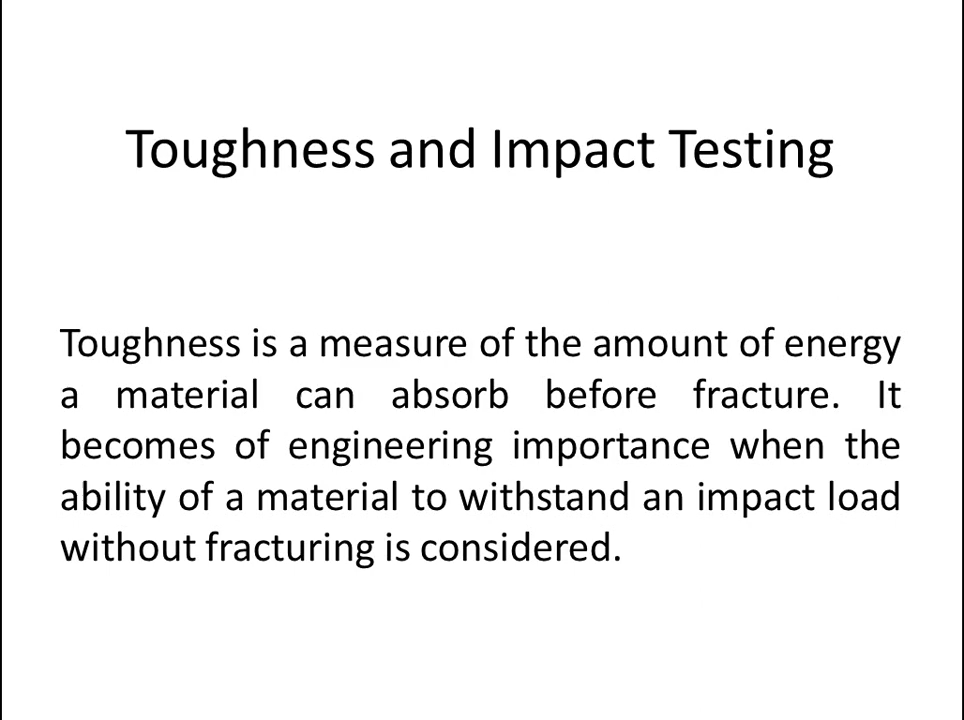 Toughness and Impact Testing
Toughness is a measure of the amount of energy
a material can absorb before fracture. It
becomes of engineering importance when the
ability of a material to withstand an impact load
without fracturing is considered.